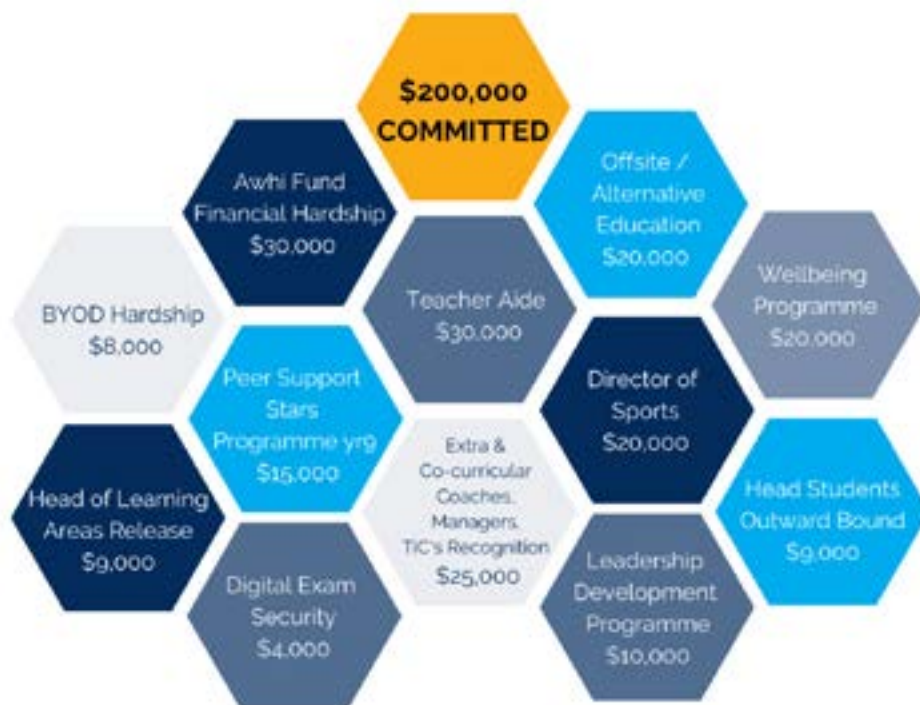 $200,000
COMMITTED
Awhi Fund
Financial Hardship
$30,000
Offsite /
Alternative
Education
$20,000
BYOD Hardship
$8,000
Teacher Aide
$30,000
Wellbeing
Programme
$20,000
Peer Support
Stars
Programme yr9
$15,000
Director of
Sports
$20,000
Head of Learning
Areas Release
$9,000
Extra &
Co-curricular
Coaches,
Managers,
TiC's Recognition
$25,000
Head Students
Outward Bound
$9,000
Digital Exam
Security
$4,000
Leadership
Development
Programme
$10,000